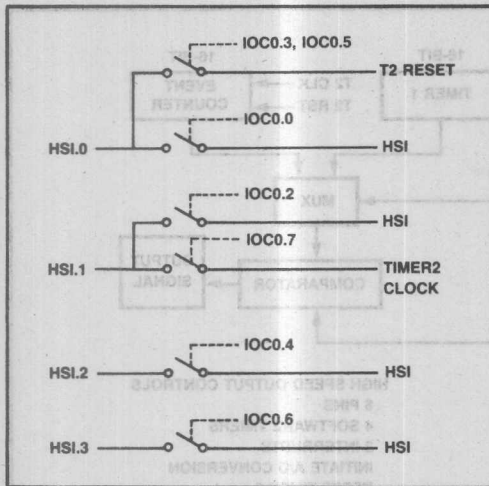 IOC0.3, IOC0.5
T2 RESET
IOC0.0
HSI.0
HSI
IOC0.2
HSI
IOC0.7
HSI.1
TIMER2
CLOCK
IOC0.4
HSI.2
HSI
IOC0.6
HSI.3
HSI